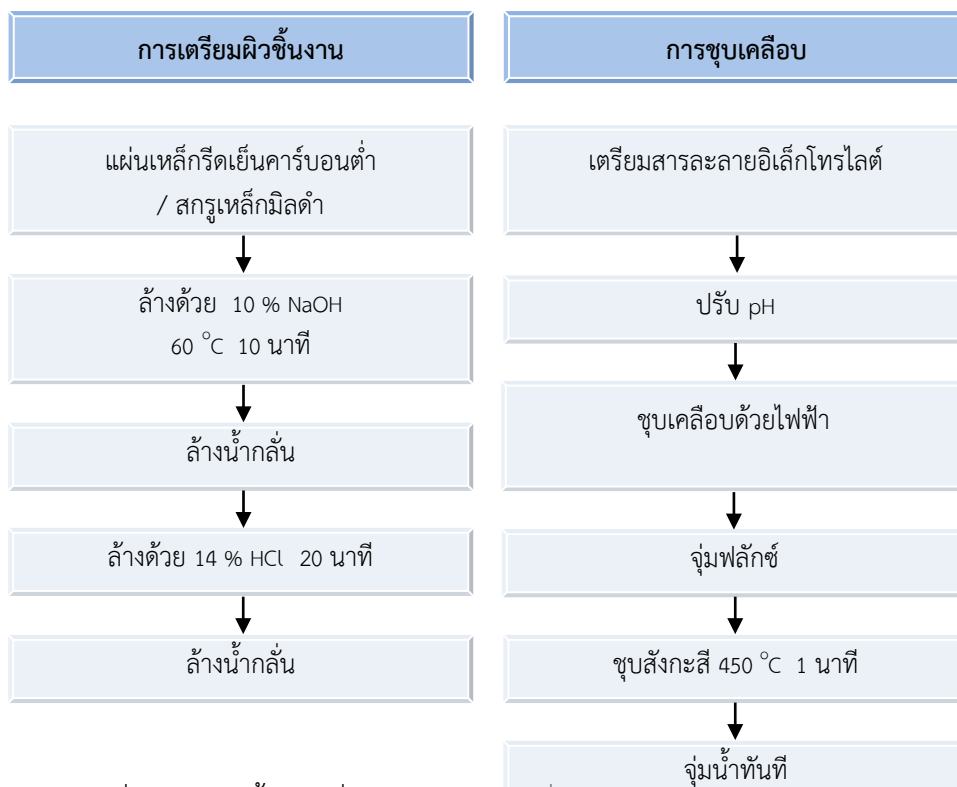 การเตรียมผิวชิ้นงาน
แผ่นเหล็กรีดเย็นคาร์บอนต่ำ
/ สกรูเหล็กมิลดำ
ล้างด้วย 10 % NaOH
60 °C 10 นาที
ล้างน้ำกลั่น
ล้างด้วย 14 % HCl 20 นาที
ล้างน้ำกลั่น
การชุบเคลือบ
เตรียมสารละลายอิเล็กโทรไลต์
ปรับ pH
ชุบเคลือบด้วยไฟฟ้า
จุ่มฟลักซ์
ชุบสังกะสี 450 °C 1 นาที
จุ่มน้ำทันที